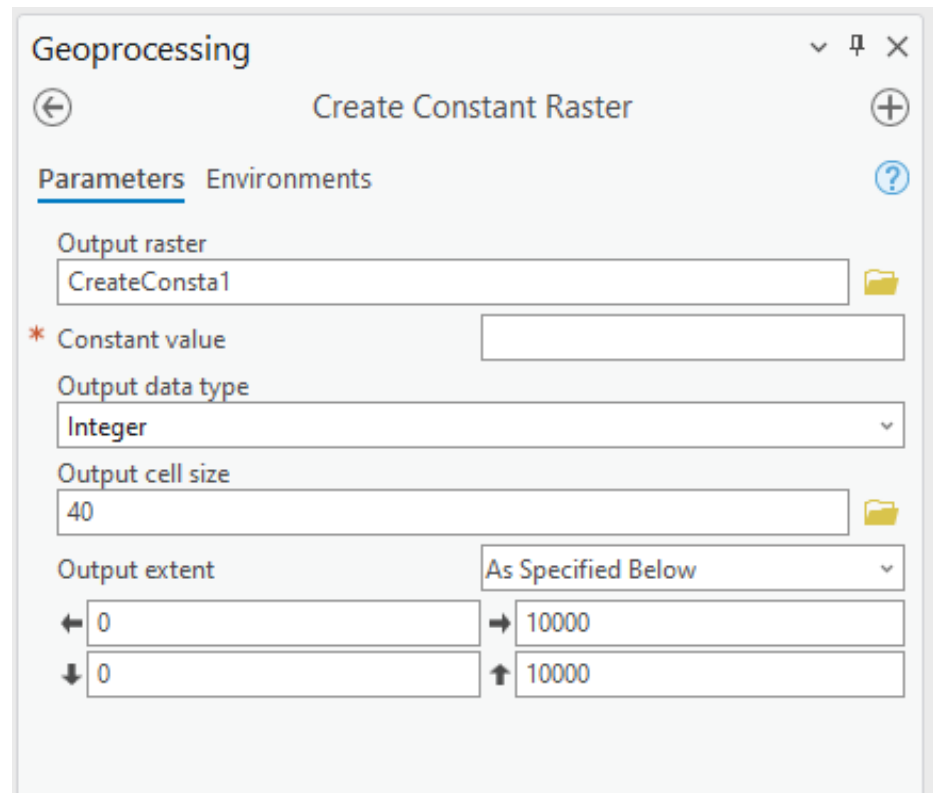 Geoprocessing
Create Constant Raster
Parameters Environments ?
Output raster
CreateConsta1
* Constant value
Output data type
Integer
Output cell size
40
Output extent As Specified Below
0 10000
0 10000